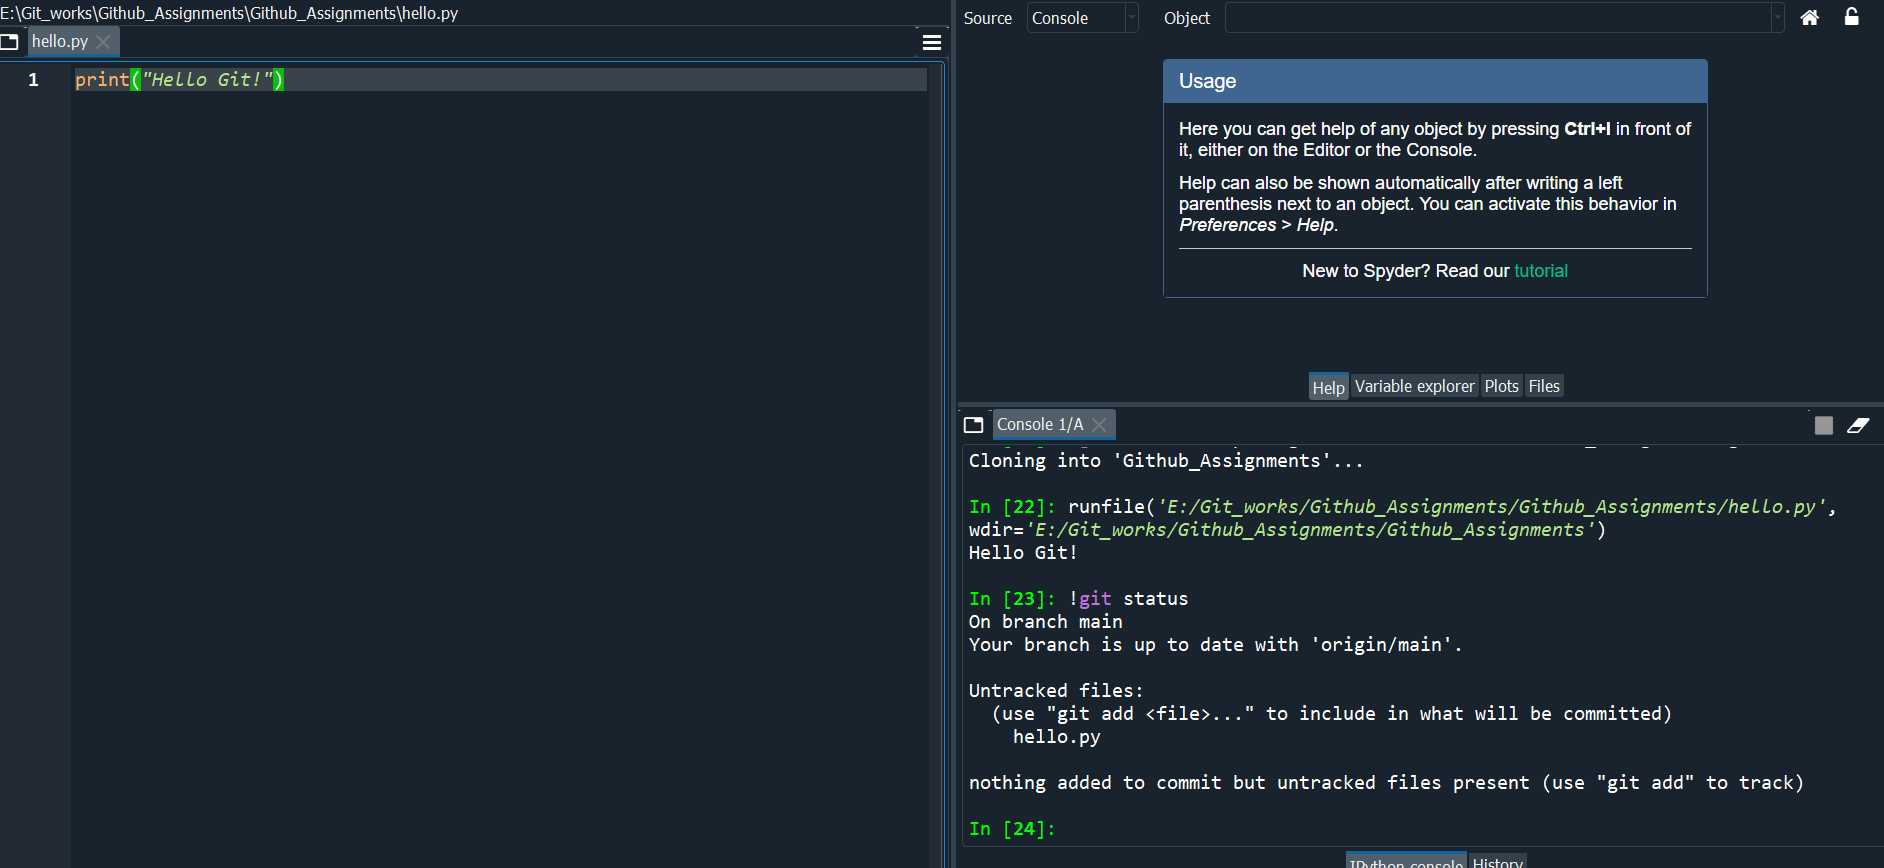 E:\Git_works\Github_Assignments\Github_Assignments\hello.py
hello.py
1 print("Hello Git!")
Source Console Object
Usage
Here you can get help of any object by pressing Ctrl+I in front of
it, either on the Editor or the Console.
Help can also be shown automatically after writing a left
parenthesis next to an object. You can activate this behavior in
Preferences > Help.
New to Spyder? Read our tutorial
Help Variable explorer Plots Files
Console 1/A
Cloning into 'Github_Assignments'...
In [22]: runfile('E:/Git_works/Github_Assignments/Github_Assignments/hello.py',
wdir='E:/Git_works/Github_Assignments/Github_Assignments')
Hello Git!
In [23]: !git status
On branch main
Your branch is up to date with 'origin/main'.
Untracked files:
(use "git add <file>..." to include in what will be committed)
hello.py
nothing added to commit but untracked files present (use "git add" to track)
In [24]:
IPython console History